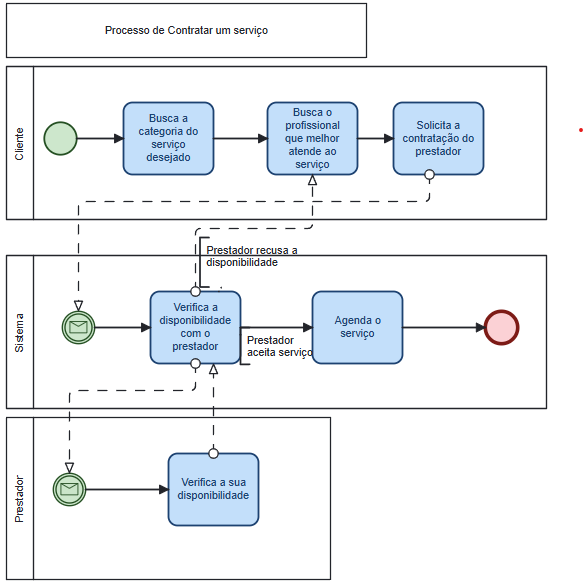 Processo de Contratar um serviço
Cliente
Busca a
categoria do
serviço
desejado
Busca o
profissional
que melhor
atende ao
serviço
Solicita a
contratação do
prestador
Prestador recusa a
disponibilidade
Sistema
Verifica a
disponibilidade
com o
prestador
Prestador
aceita serviço
Agenda o
serviço
Prestador
Verifica a sua
disponibilidade